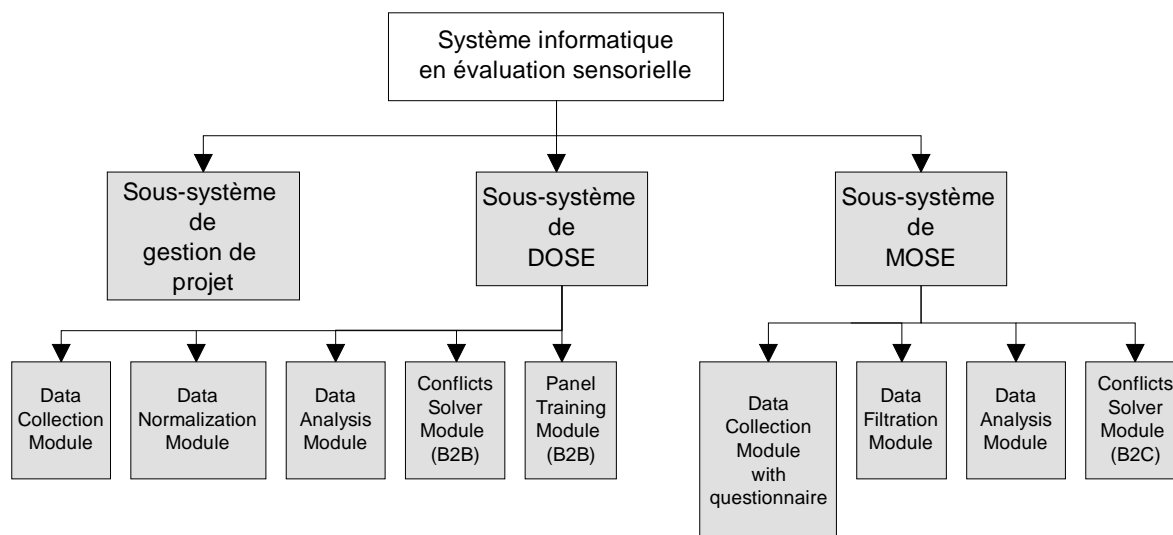 Système informatique
en évaluation sensorielle
Sous-système
de
gestion de
projet
Sous-système
de
DOSE
Sous-système
de
MOSE
Data
Collection
Module
Data
Normalization
Module
Data
Analysis
Module
Conflicts
Solver
Module
(B2B)
Panel
Training
Module
(B2B)
Data
Collection
Module
with
questionnaire
Data
Filtration
Module
Data
Analysis
Module
Conflicts
Solver
Module
(B2C)